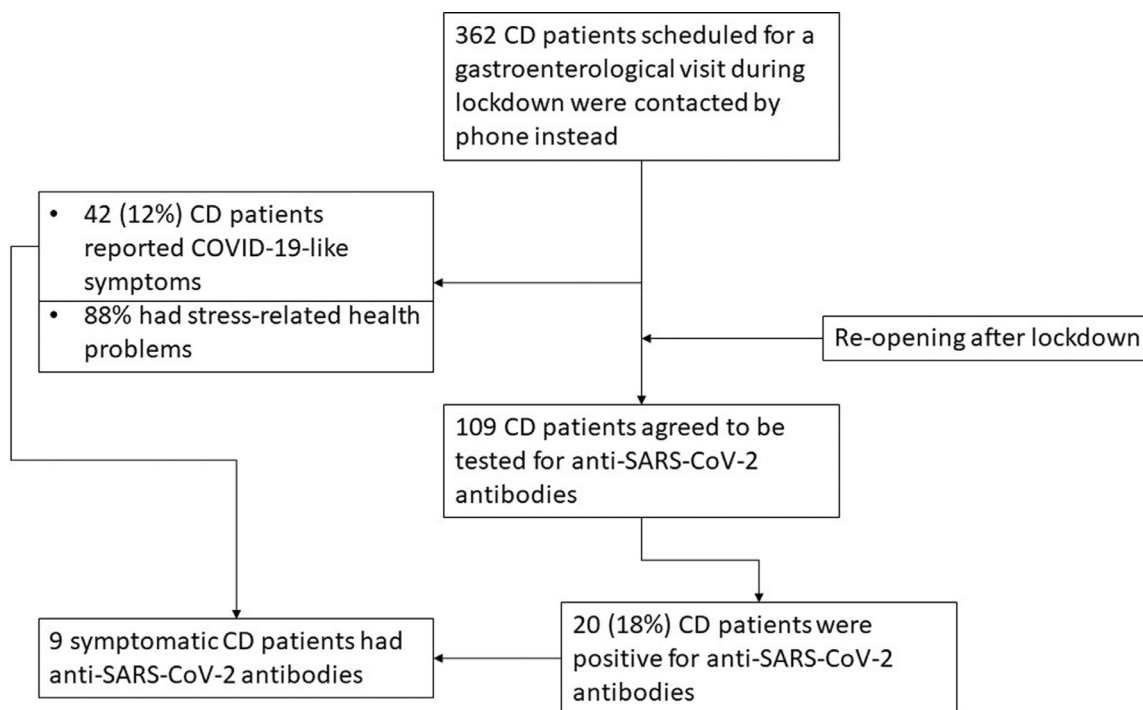 362 CD patients scheduled for a
gastroenterological visit during
lockdown were contacted by
phone instead
• 42 (12%) CD patients
reported COVID-19-like
symptoms
• 88% had stress-related health
problems
Re-opening after lockdown
109 CD patients agreed to be
tested for anti-SARS-CoV-2
antibodies
20 (18%) CD patients were
positive for anti-SARS-CoV-2
antibodies
9 symptomatic CD patients had
anti-SARS-CoV-2 antibodies